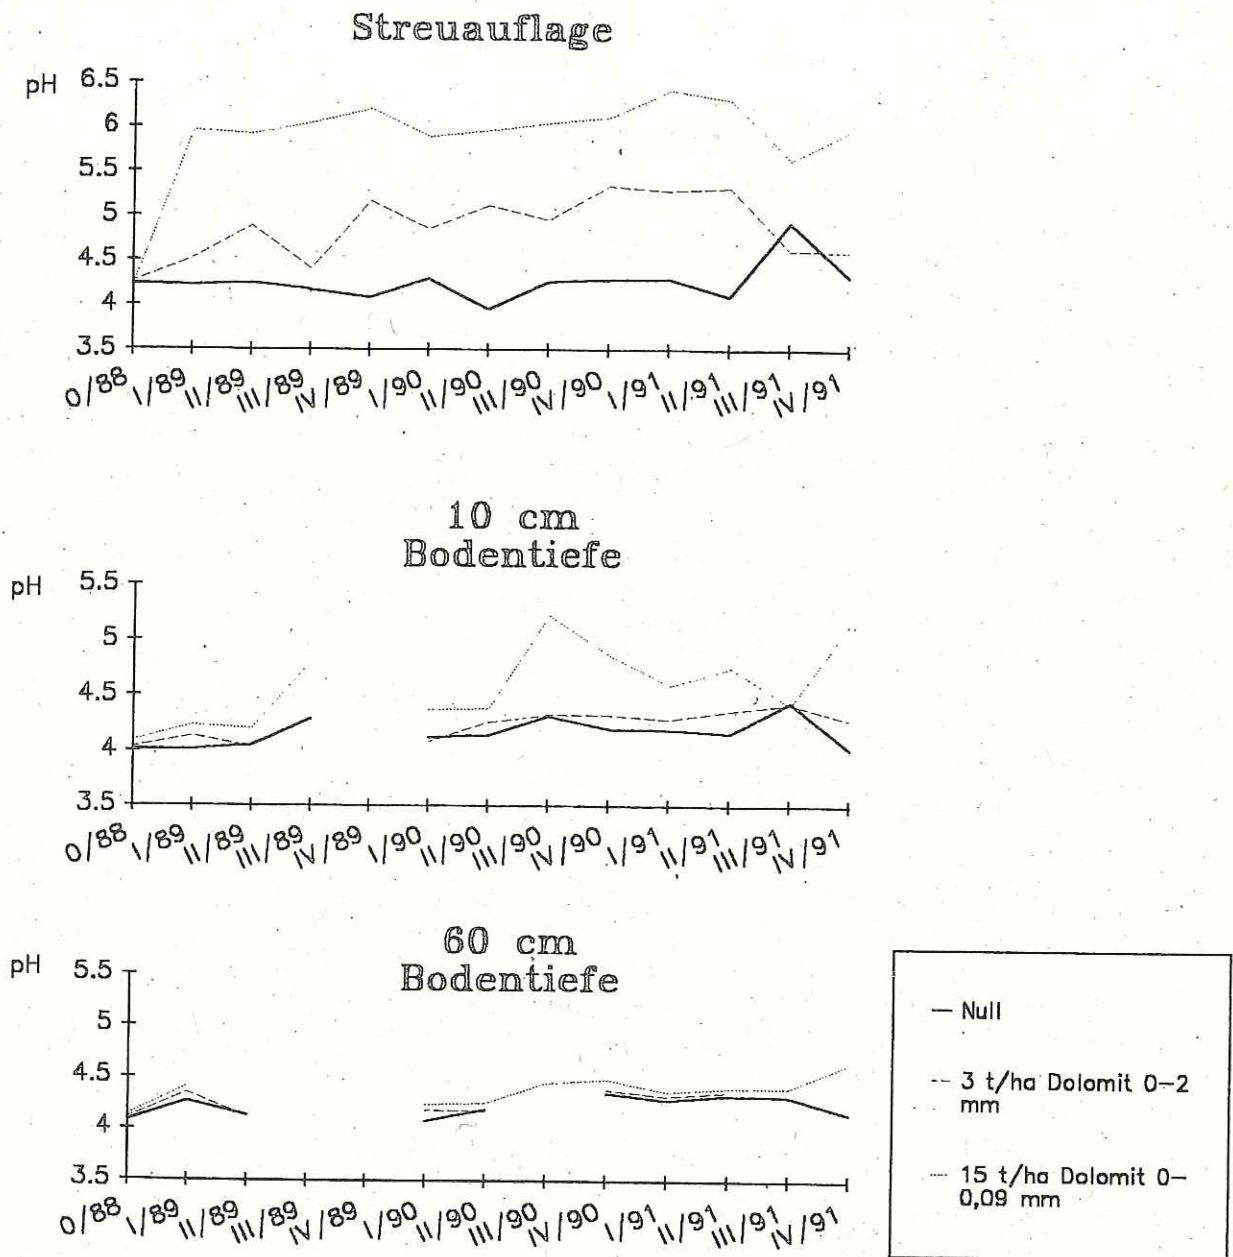 Streuauflage
pH
6.5
6
5.5
5
4.5
4
3.5
0/88 I/89 II/89 III/89 IV/89 I/90 II/90 III/90 IV/90 I/91 II/91 III/91 IV/91
10 cm
Bodentiefe
pH
5.5
5
4.5
4
3.5
0/88 I/89 II/89 III/89 IV/89 I/90 II/90 III/90 IV/90 I/91 II/91 III/91 IV/91
60 cm
Bodentiefe
pH
5.5
5
4.5
4
3.5
0/88 I/89 II/89 III/89 IV/89 I/90 II/90 III/90 IV/90 I/91 II/91 III/91 IV/91
Null
3 t/ha Dolomit 0-2
mm
15 t/ha Dolomit 0-
0,09 mm